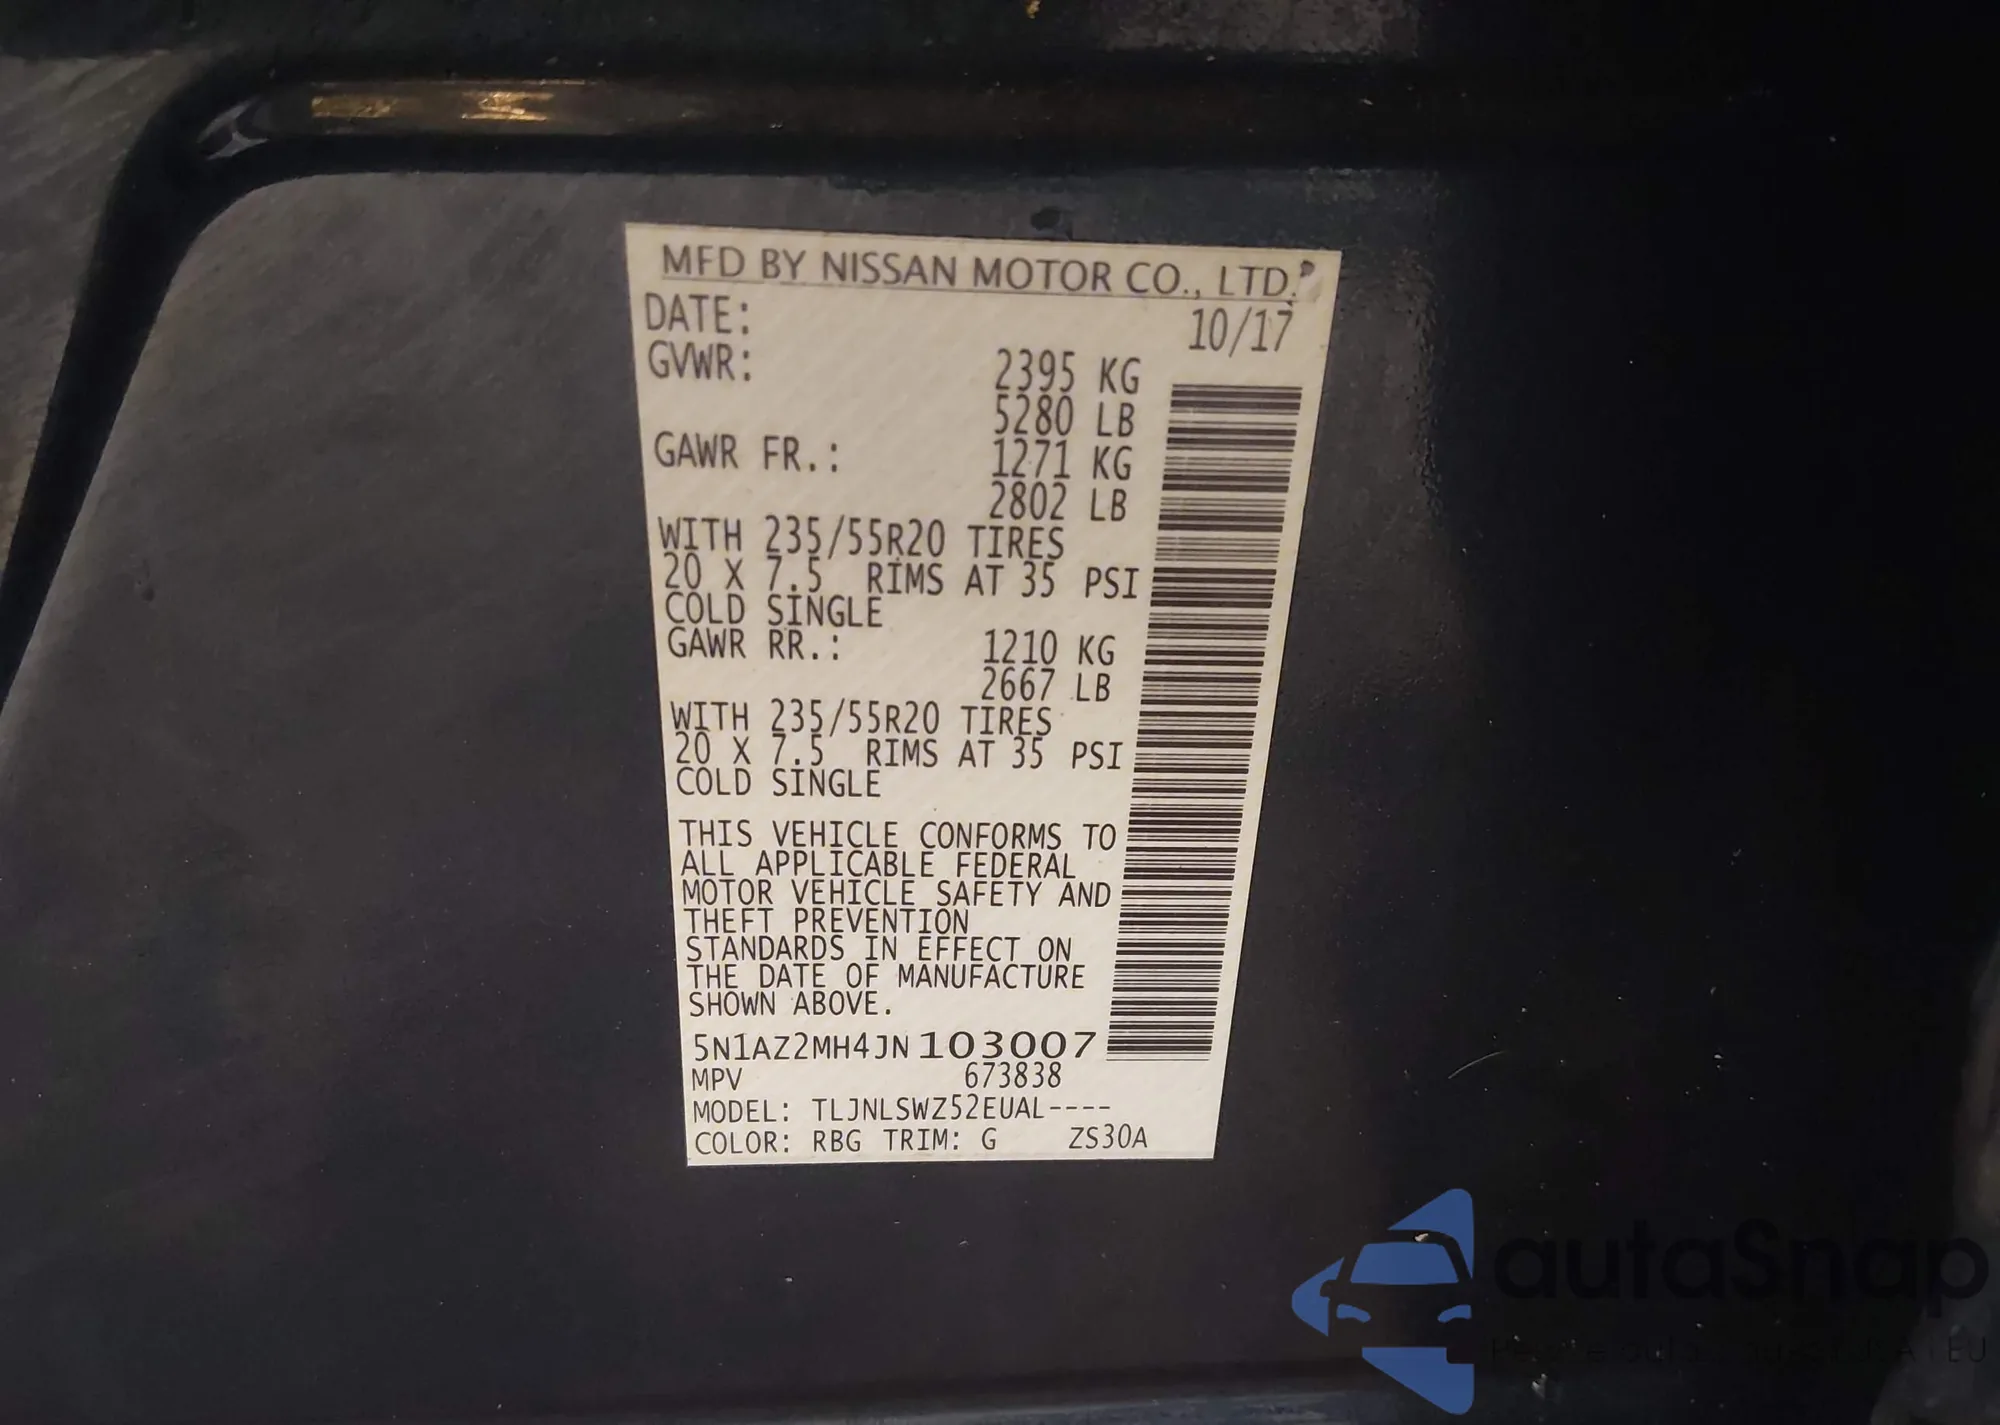 MFD BY NISSAN MOTOR CO., LTD.
DATE: 10/17
GVWR: 2395 KG
5280 LB
GAWR FR.: 1271 KG
2802 LB
WITH 235/55R20 TIRES
20 X 7.5 RIMS AT 35 PSI
COLD SINGLE
GAWR RR.: 1210 KG
2667 LB
WITH 235/55R20 TIRES
20 X 7.5 RIMS AT 35 PSI
COLD SINGLE
THIS VEHICLE CONFORMS TO
ALL APPLICABLE FEDERAL
MOTOR VEHICLE SAFETY AND
THEFT PREVENTION
STANDARDS IN EFFECT ON
THE DATE OF MANUFACTURE
SHOWN ABOVE.
5N1AZ2MH4JN103007
MPV 673838
MODEL: TLJNLSWZ52EUAL----
COLOR: RBG TRIM: G ZS30A
autaSnap
EU